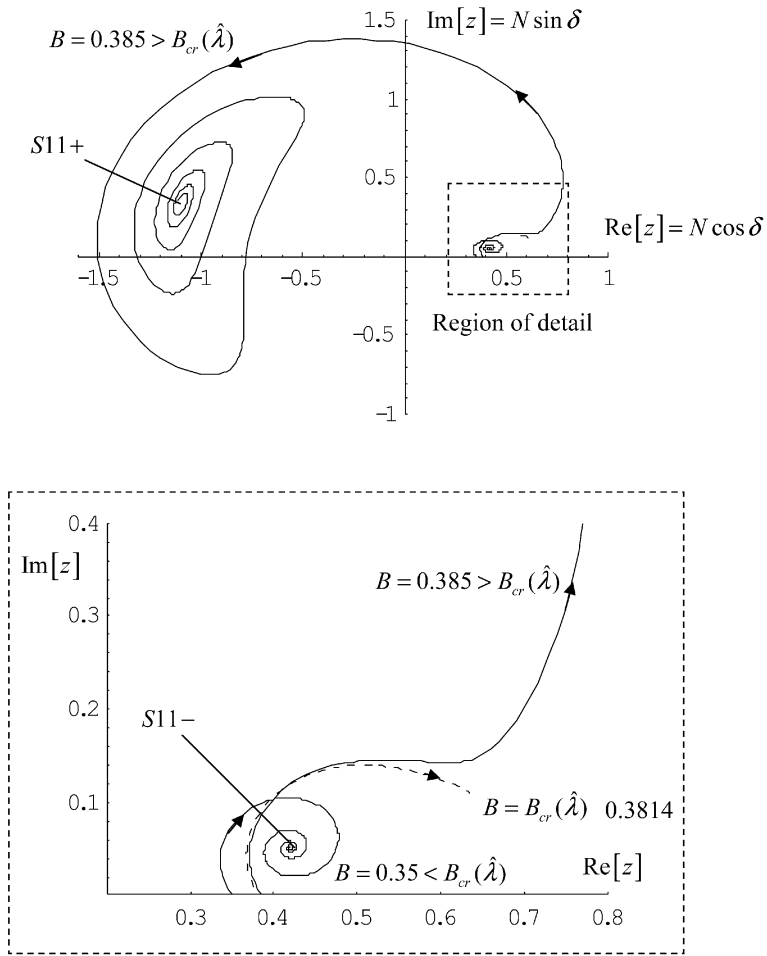 1.5
Im[z] = N sin δ
B = 0.385 > B_cr(λ̂)
1
S11+
0.5
Re[z] = N cos δ
-1.5
-1
-0.5
0.5
1
Region of detail
-0.5
-1
0.4
Im[z]
B = 0.385 > B_cr(λ̂)
0.3
0.2
S11−
0.1
B = B_cr(λ̂) 0.3814
B = 0.35 < B_cr(λ̂)
Re[z]
0.3
0.4
0.5
0.6
0.7
0.8